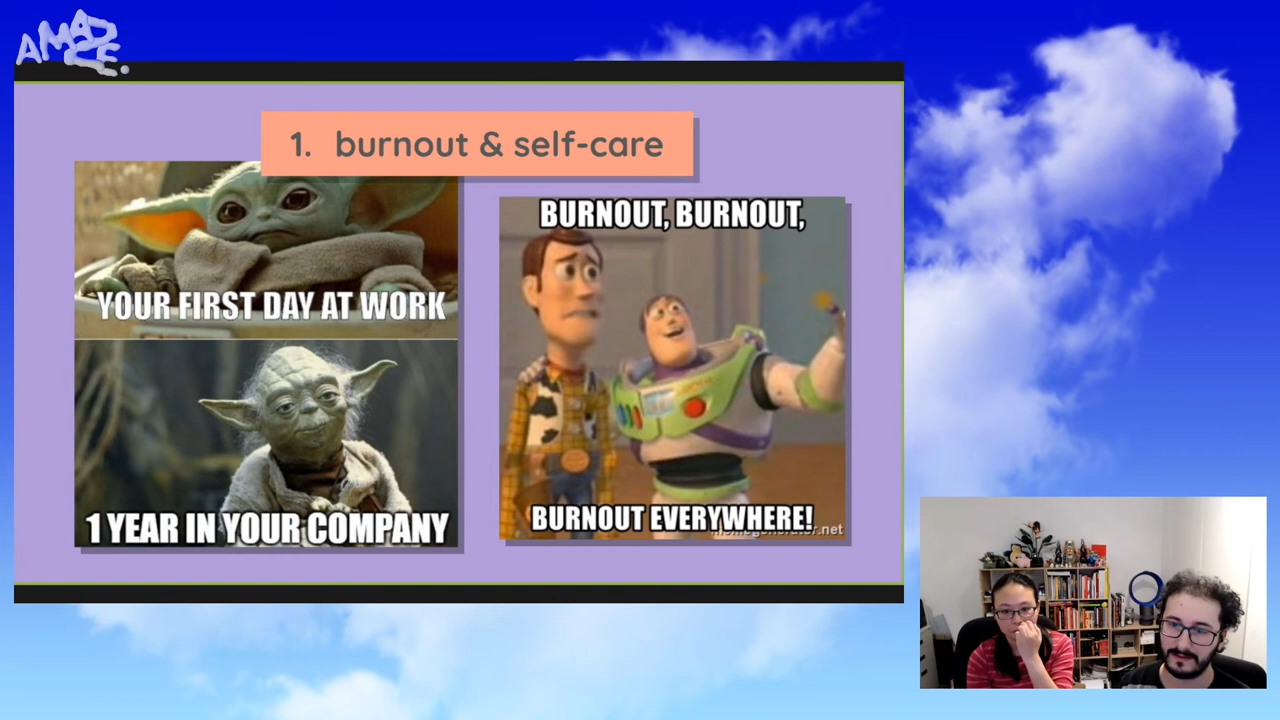 AMAZE.
1. burnout & self-care
YOUR FIRST DAY AT WORK
1 YEAR IN YOUR COMPANY
BURNOUT, BURNOUT,
BURNOUT EVERYWHERE!
memegenerator.net